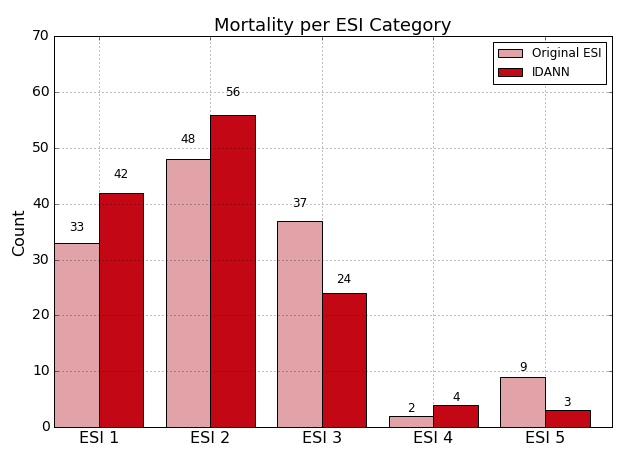 Mortality per ESI Category
70
60
50
40
30
20
10
0
Count
Original ESI
IDANN
33
42
48
56
37
24
2
4
9
3
ESI 1
ESI 2
ESI 3
ESI 4
ESI 5